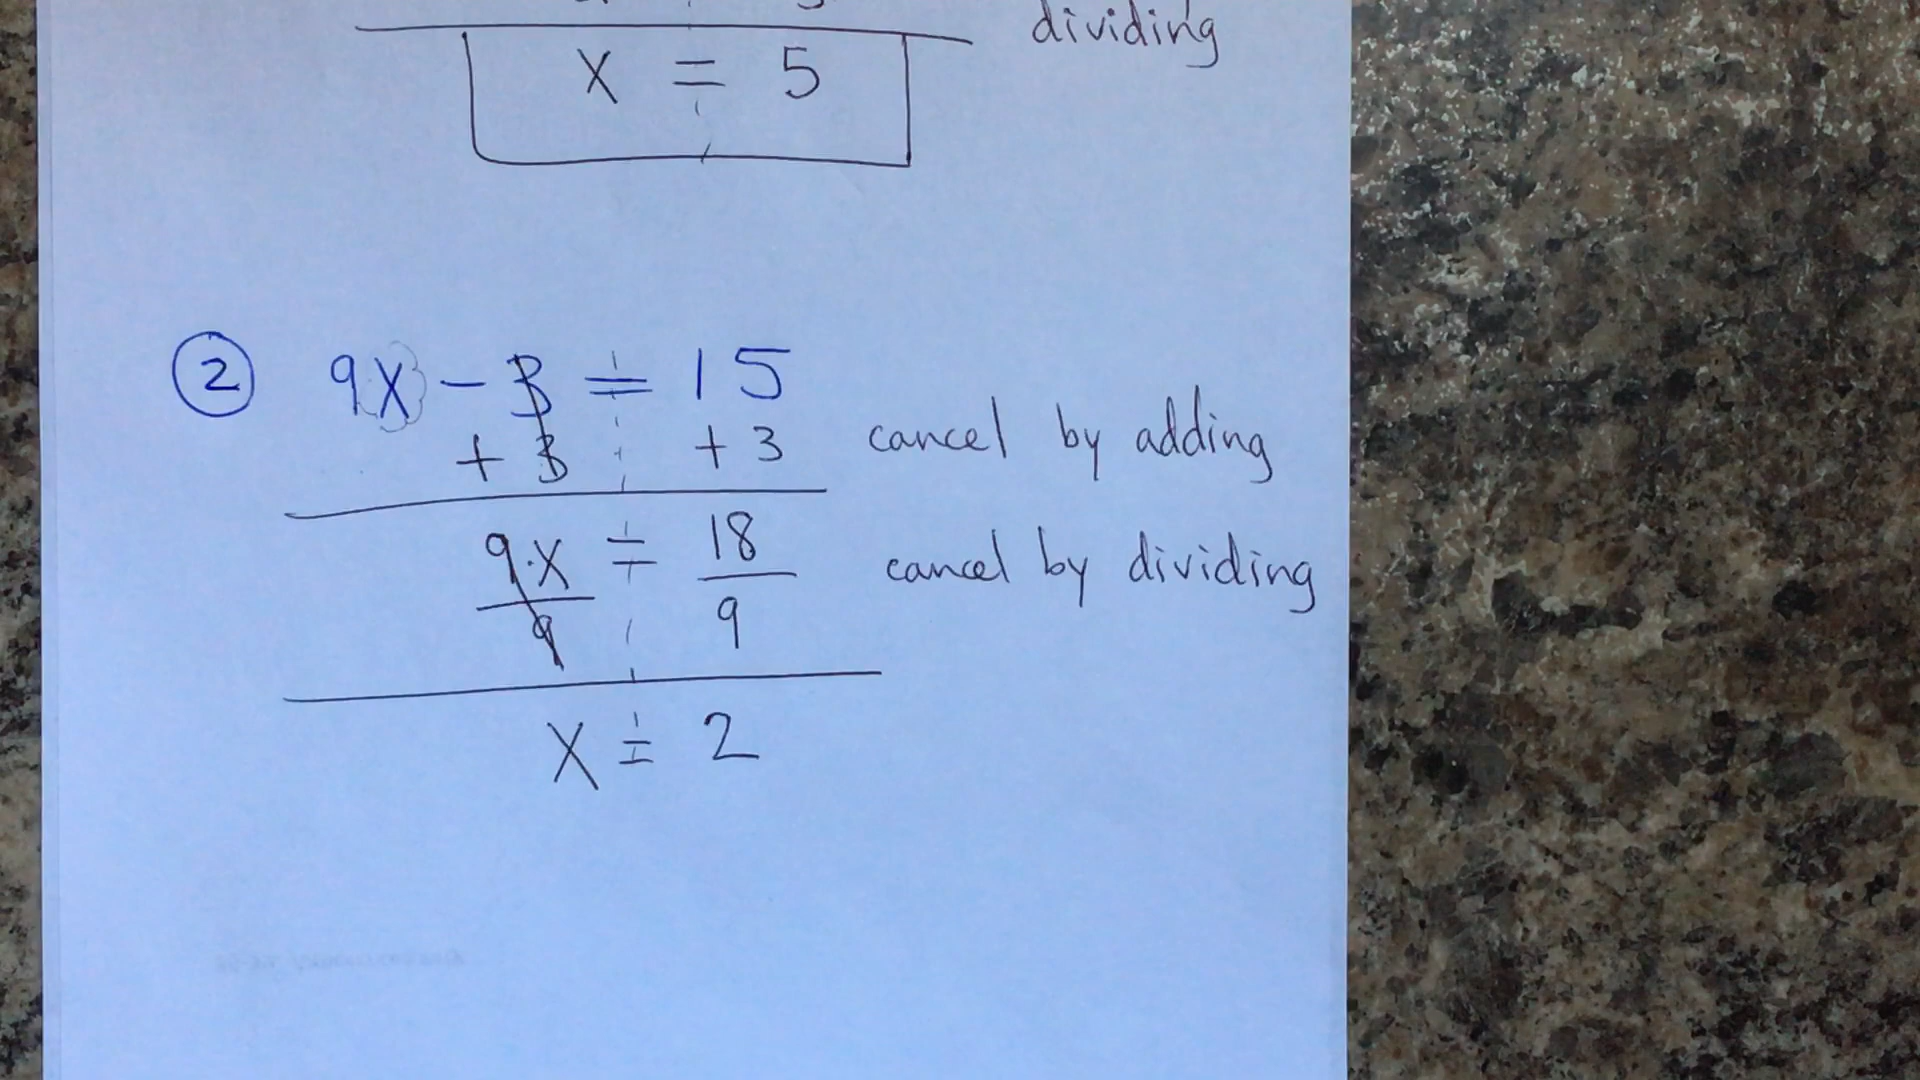 dividing
x = 5
2 9x - 3 = 15
+ 3 + 3 cancel by adding
9·x = 18 cancel by dividing
9 9
x = 2